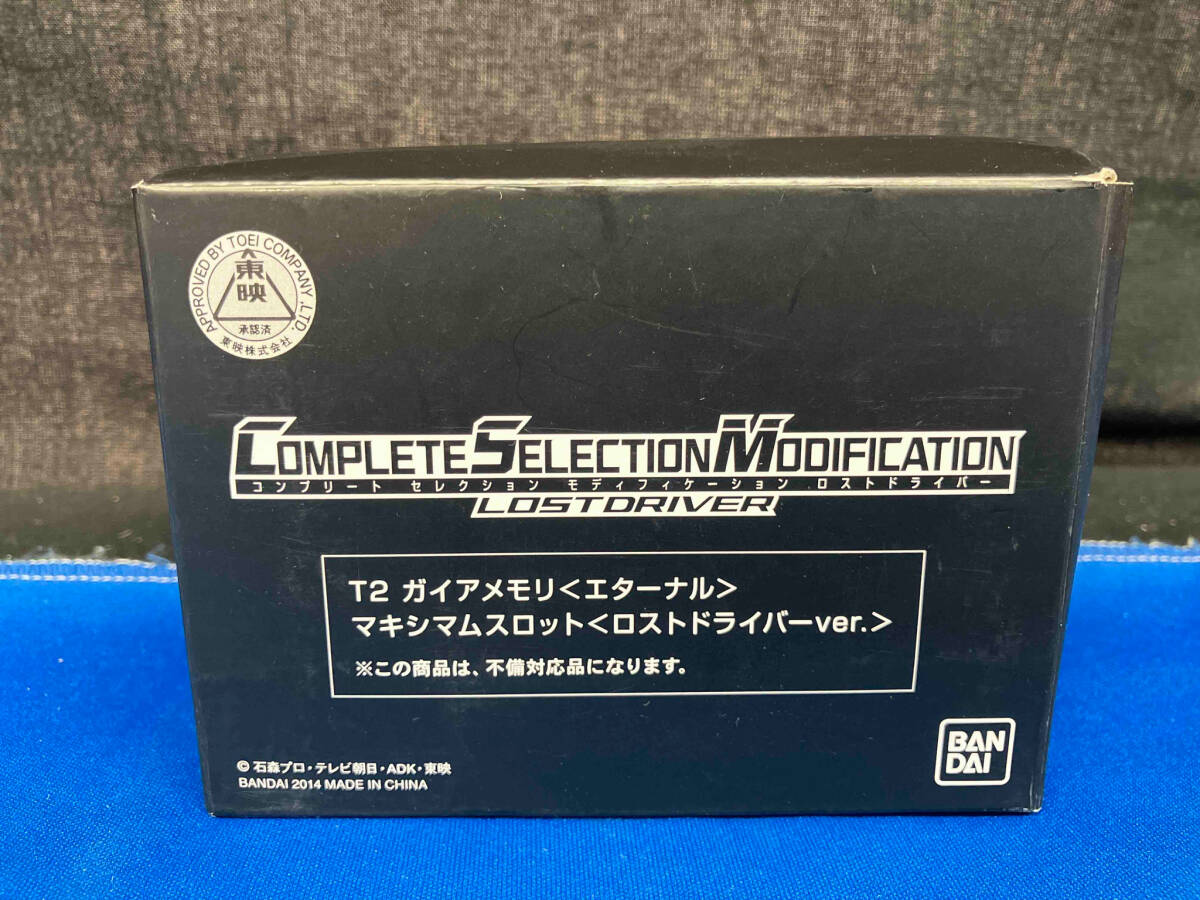 APPROVED BY TOEI COMPANY ,LTD.
東映
承認済
東映株式会社
COMPLETE SELECTION MODIFICATION
コンプリート セレクション モディフィケーション ロストドライバー
LOSTDRIVER
T2 ガイアメモリ<エターナル>
マキシマムスロット<ロストドライバーver.>
※この商品は、不備対応品になります。
© 石森プロ・テレビ朝日・ADK・東映
BANDAI 2014 MADE IN CHINA
BAN
DAI